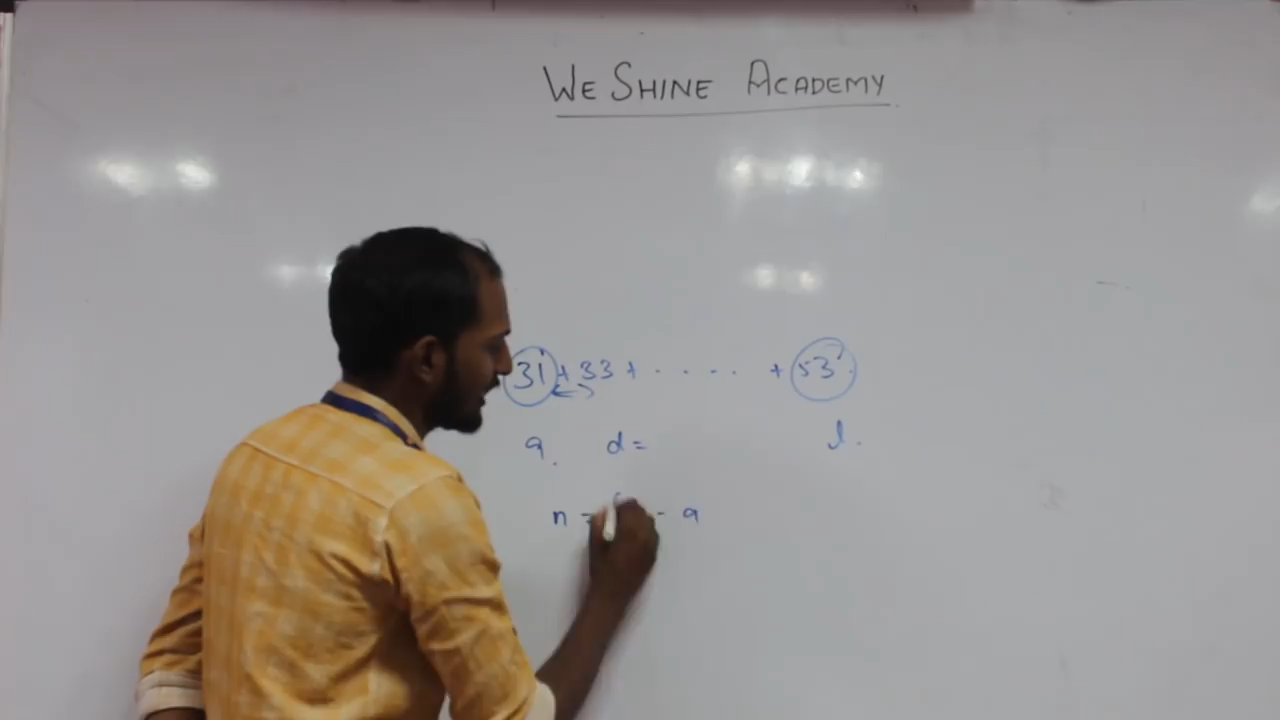 WE SHINE ACADEMY
31 + 33 + . . . . . + 53
a. d = l.
n = - a